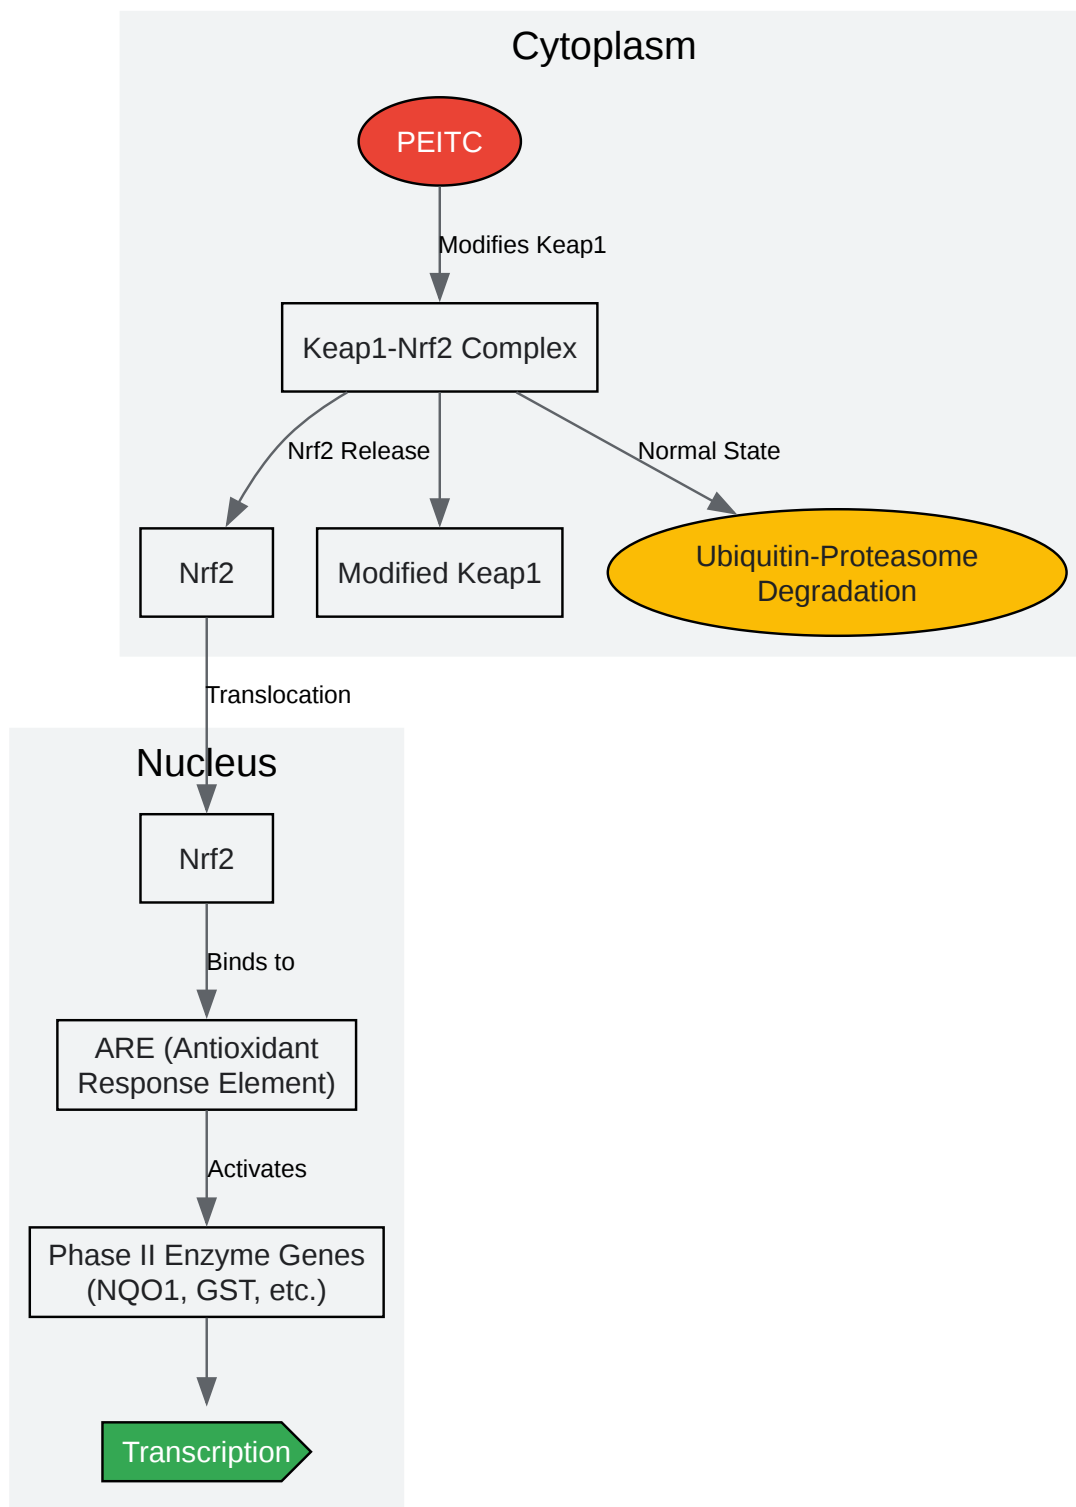 Cytoplasm
PEITC
Modifies Keap1
Keap1-Nrf2 Complex
Nrf2 Release
Normal State
Nrf2
Modified Keap1
Ubiquitin-Proteasome
Degradation
Translocation
Nucleus
Nrf2
Binds to
ARE (Antioxidant
Response Element)
Activates
Phase II Enzyme Genes
(NQO1, GST, etc.)
Transcription